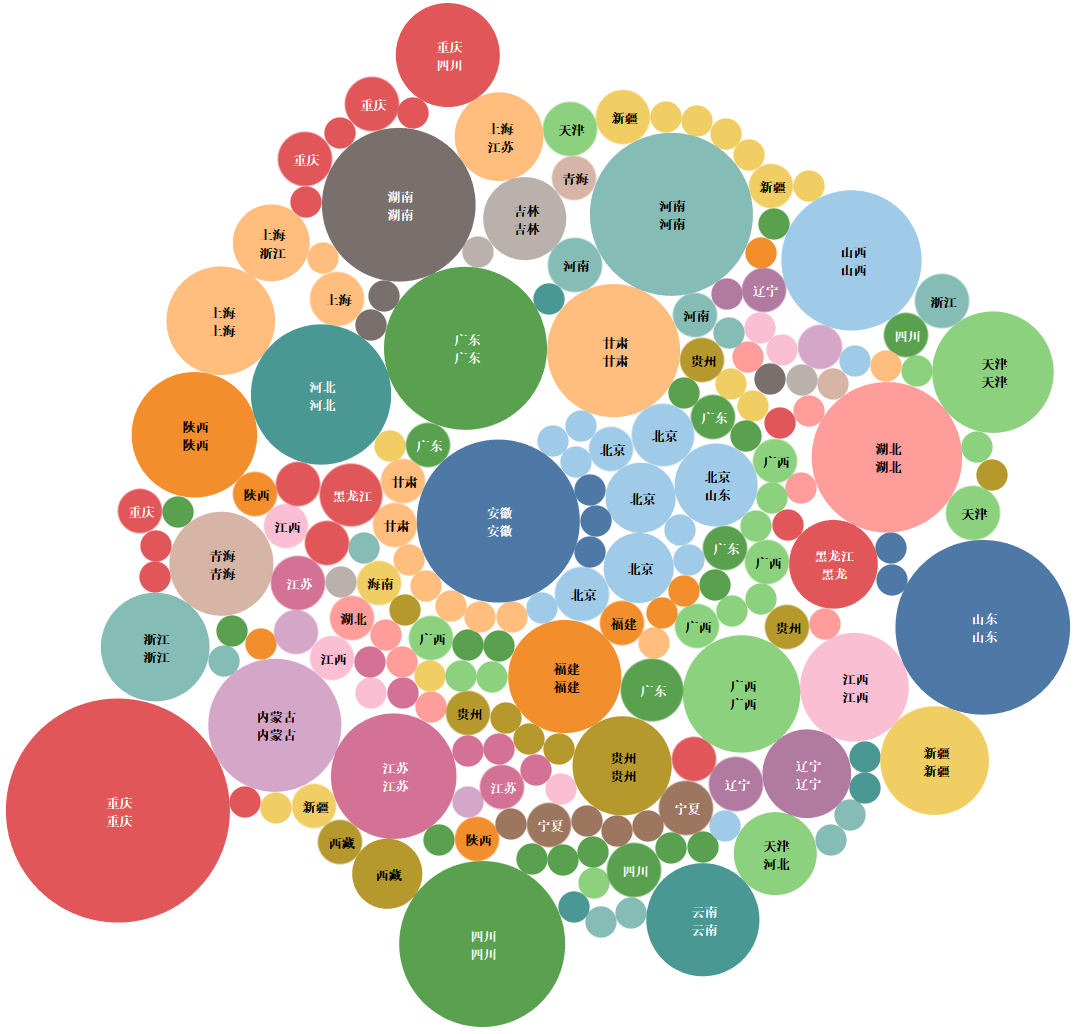 重庆
四川
重庆
上海
江苏
天津
新疆
重庆
青海
新疆
湖南
湖南
吉林
吉林
河南
河南
上海
浙江
山西
山西
河南
辽宁
上海
浙江
上海
上海
河南
四川
广东
广东
甘肃
甘肃
贵州
天津
天津
河北
河北
陕西
陕西
广东
北京
广东
北京
湖北
湖北
广西
甘肃
北京
山东
陕西
黑龙江
北京
重庆
江西
甘肃
安徽
安徽
天津
广东
广西
黑龙江
黑龙
青海
青海
江苏
海南
北京
北京
湖北
福建
广西
贵州
山东
山东
浙江
浙江
广西
江西
福建
福建
广东
广西
广西
江西
江西
内蒙古
内蒙古
贵州
新疆
新疆
江苏
江苏
贵州
贵州
辽宁
辽宁
辽宁
江苏
重庆
重庆
新疆
宁夏
宁夏
西藏
陕西
天津
河北
西藏
四川
云南
云南
四川
四川